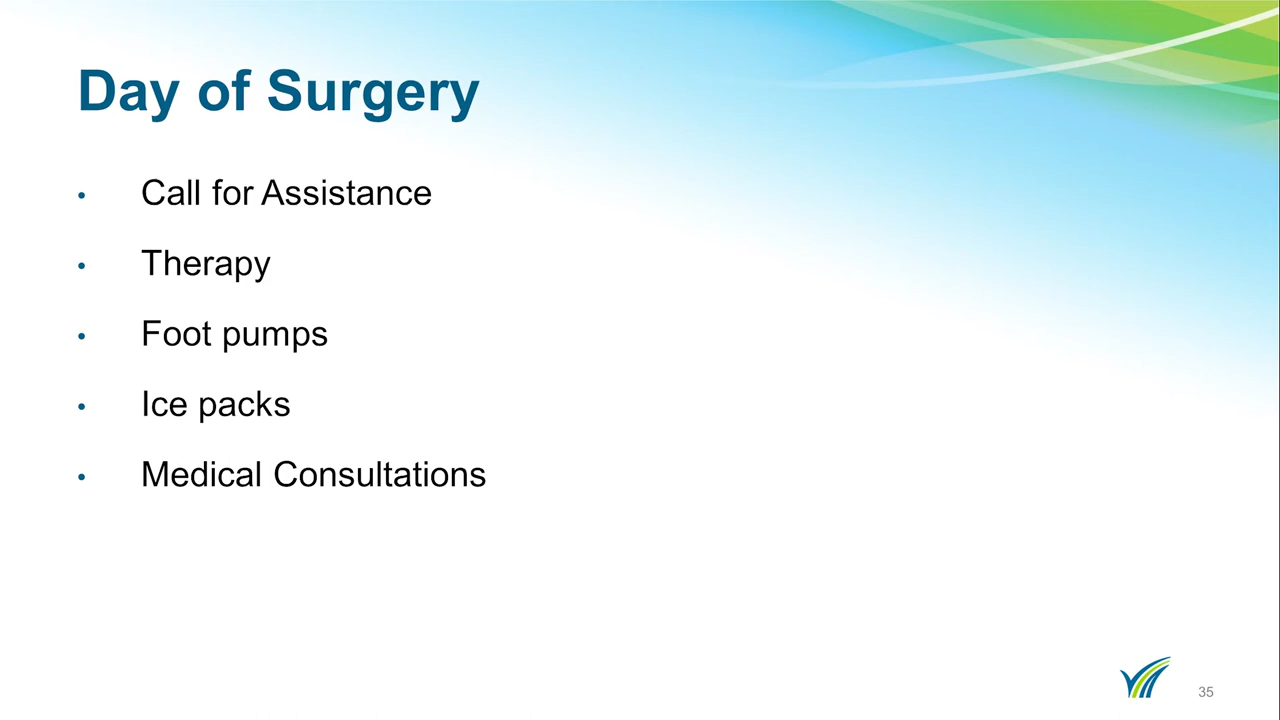 Day of Surgery
• Call for Assistance
• Therapy
• Foot pumps
• Ice packs
• Medical Consultations
35